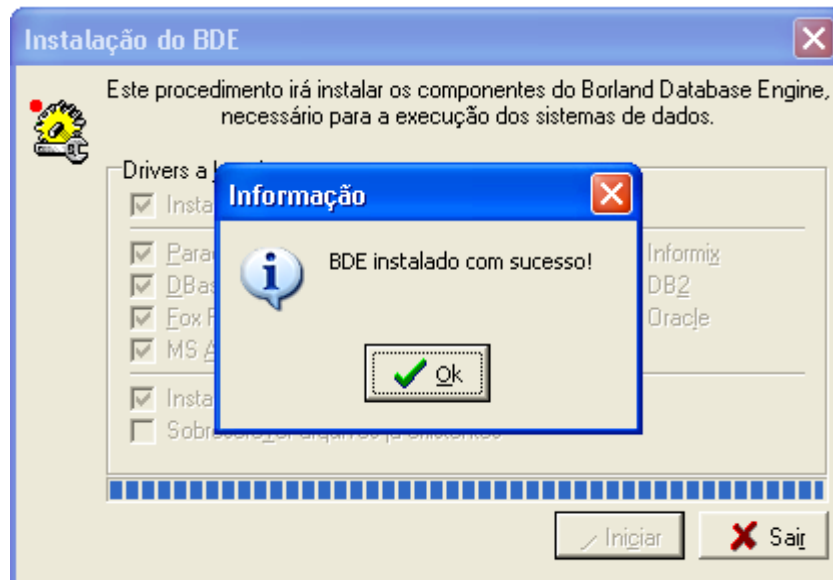 Instalação do BDE
Este procedimento irá instalar os componentes do Borland Database Engine,
necessário para a execução dos sistemas de dados.
Drivers a
Informação
BDE instalado com sucesso!
Informix
DB2
Oracle
MS
Ok
Iniciar
Sair